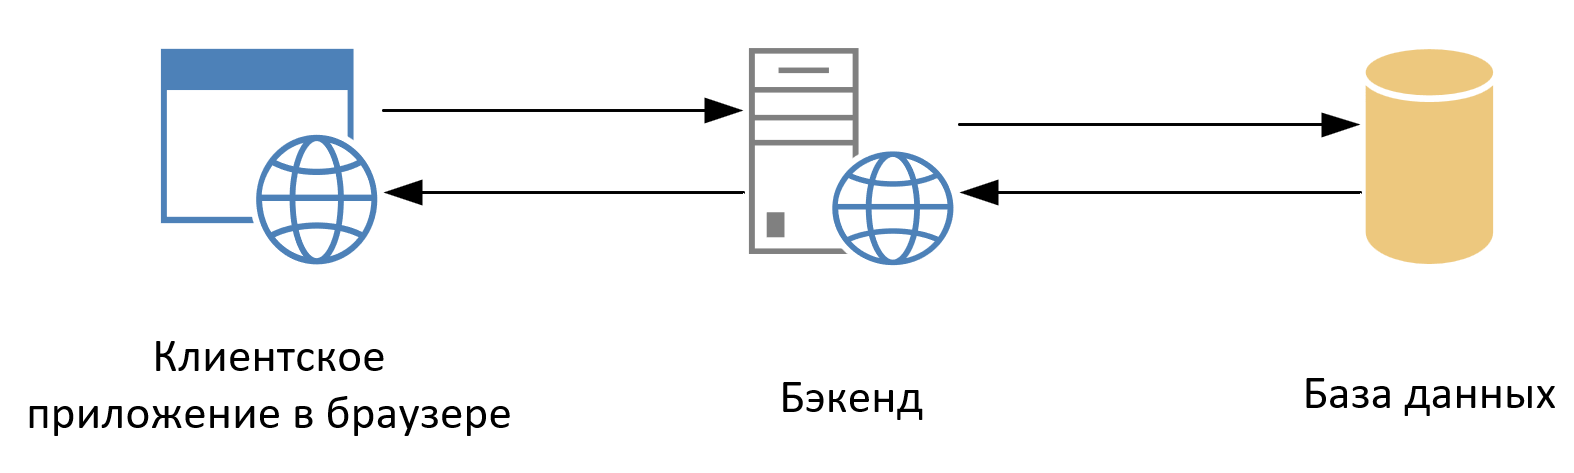 Клиентское
приложение в браузере
Бэкенд
База данных